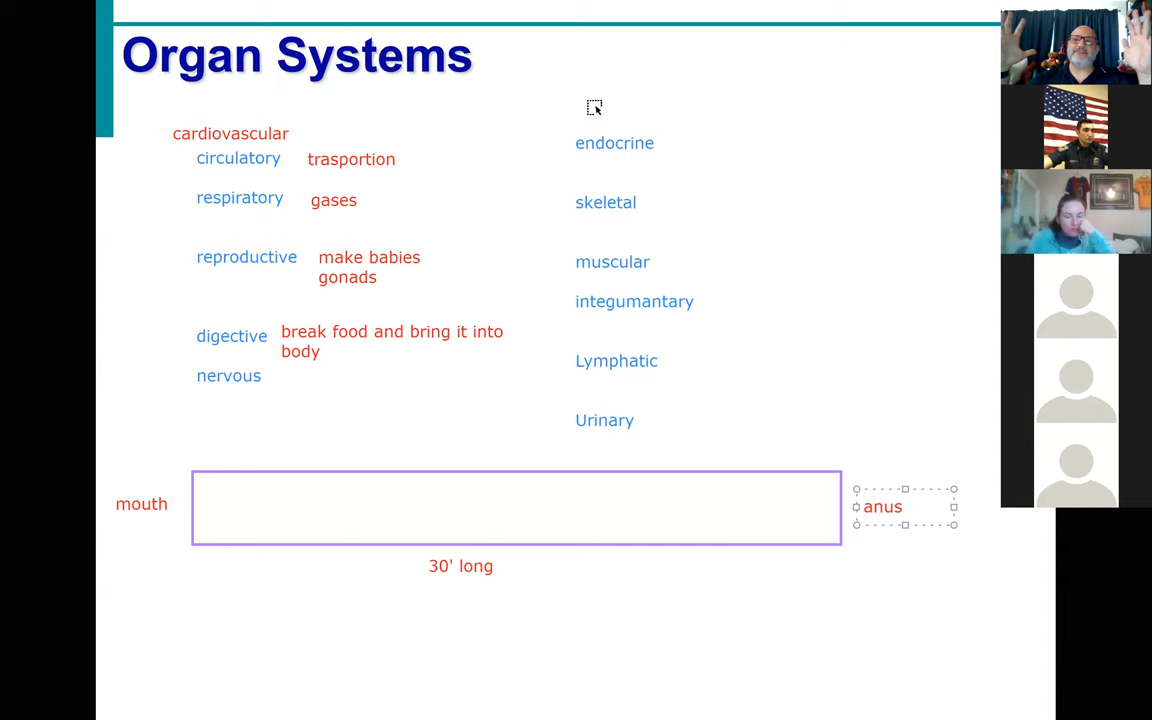 Organ Systems
cardiovascular
circulatory trasportion
respiratory gases
reproductive make babies
gonads
digective break food and bring it into
body
nervous
endocrine
skeletal
muscular
integumantary
Lymphatic
Urinary
mouth
anus
30' long